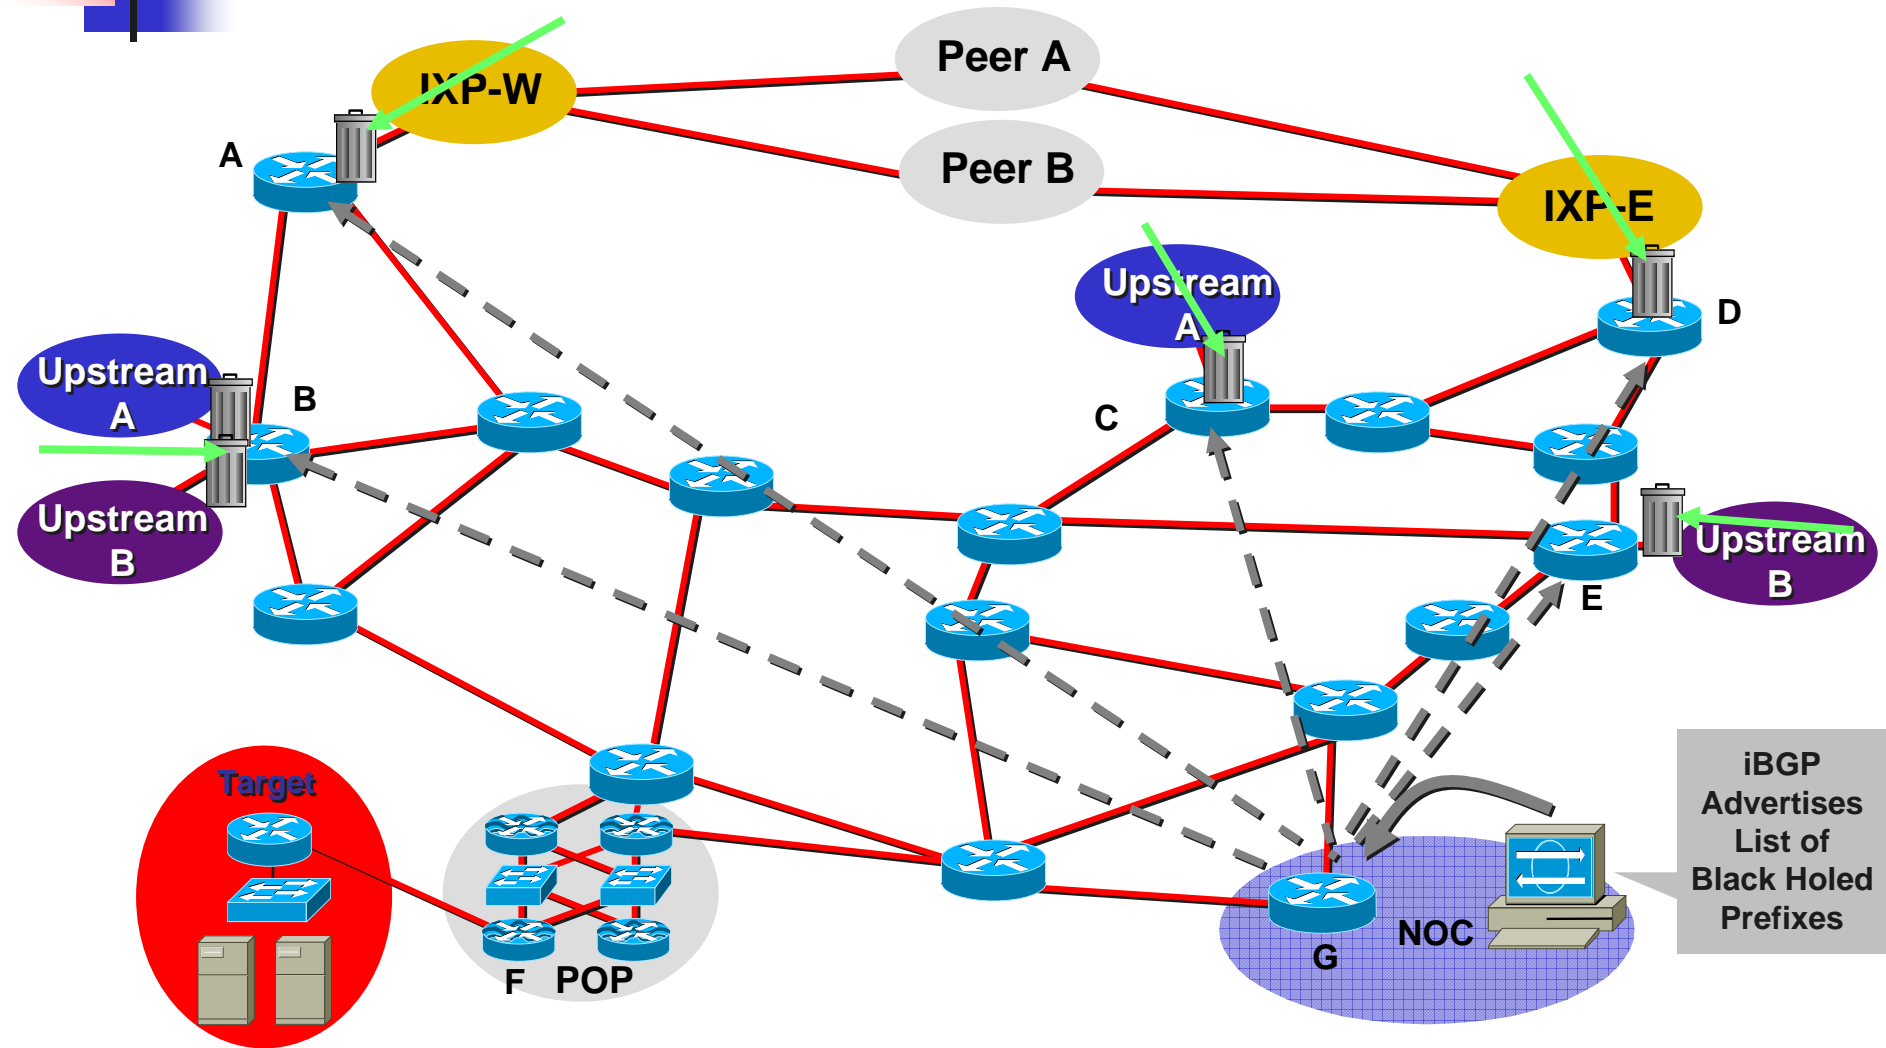 Peer A
IXP-W
A
Peer B
IXP-E
Upstream
A
D
Upstream
A
B
C
Upstream
B
Upstream
B
E
Target
iBGP
Advertises
List of
Black Holed
Prefixes
NOC
G
F
POP